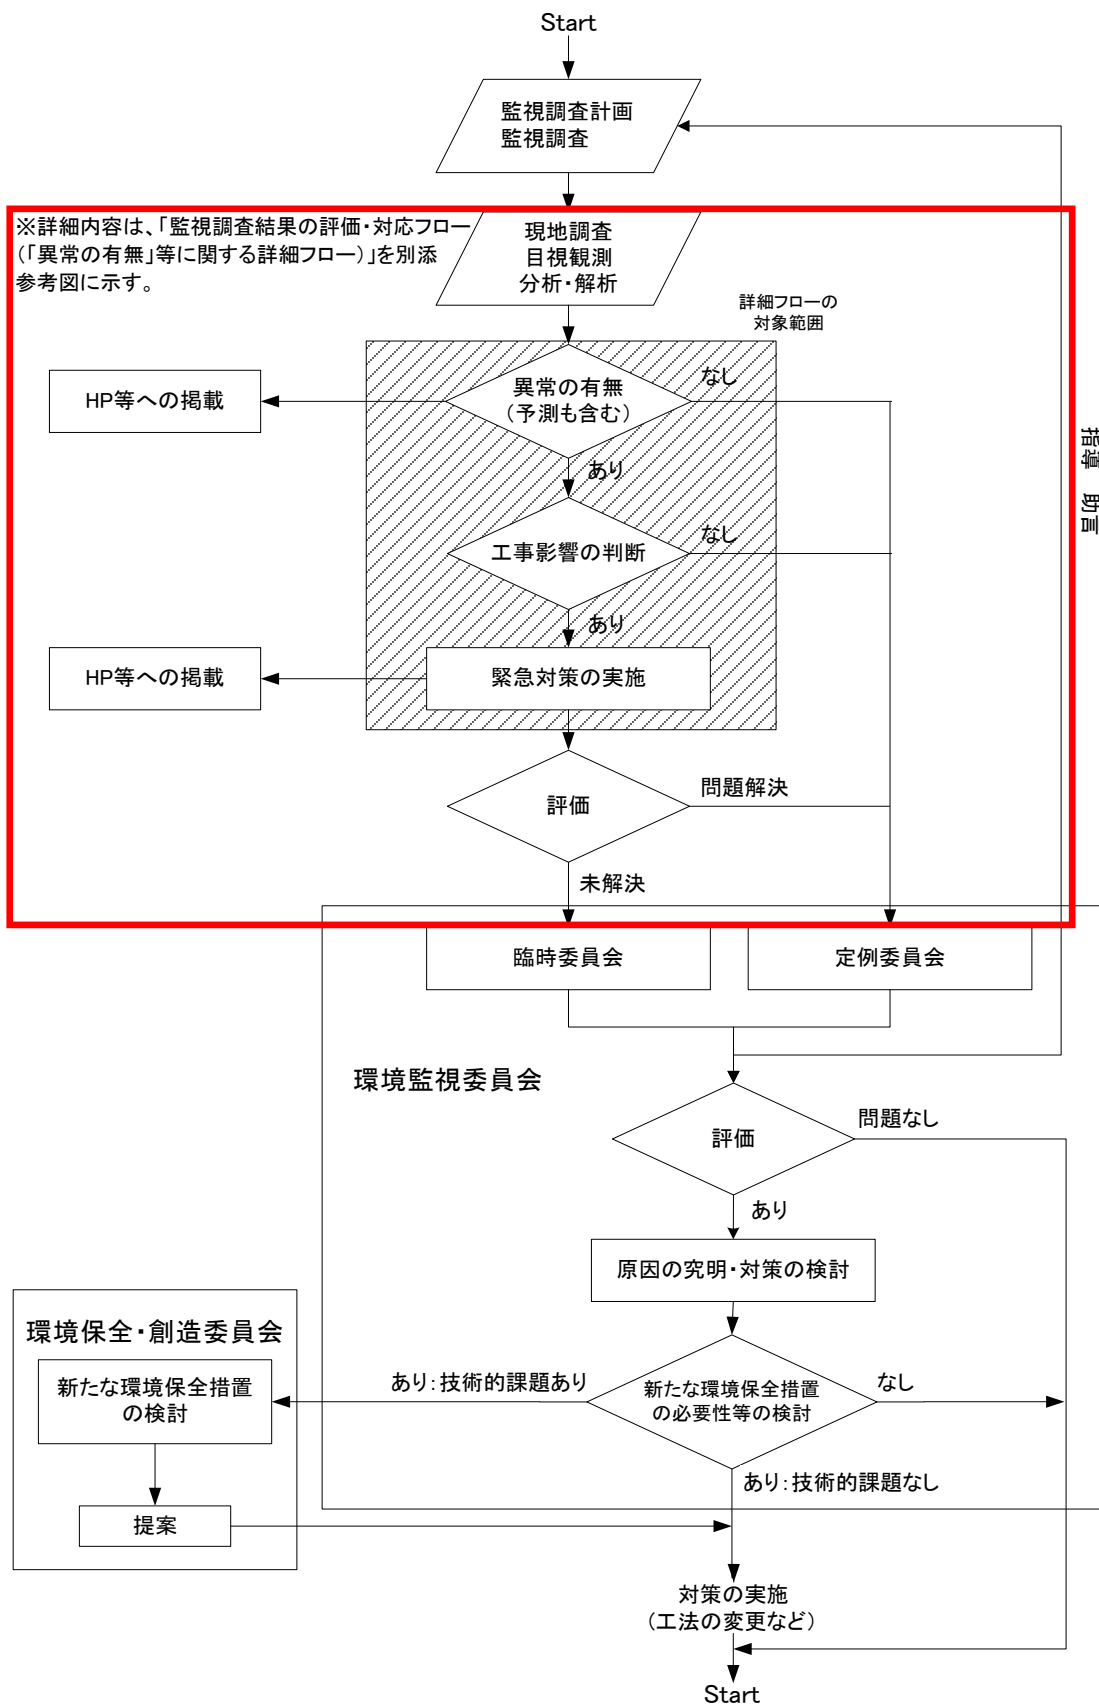 Start
監視調査計画
監視調査
※詳細内容は、「監視調査結果の評価・対応フロー
(「異常の有無」等に関する詳細フロー)」を別添
参考図に示す。
現地調査
目視観測
分析・解析
詳細フローの
対象範囲
HP等への掲載
異常の有無
(予測も含む)
なし
あり
指導 助言
工事影響の判断
なし
あり
HP等への掲載
緊急対策の実施
評価
問題解決
未解決
臨時委員会
定例委員会
環境監視委員会
評価
問題なし
あり
原因の究明・対策の検討
環境保全・創造委員会
新たな環境保全措置
の検討
あり:技術的課題あり
新たな環境保全措置
の必要性等の検討
なし
あり:技術的課題なし
提案
対策の実施
(工法の変更など)
Start